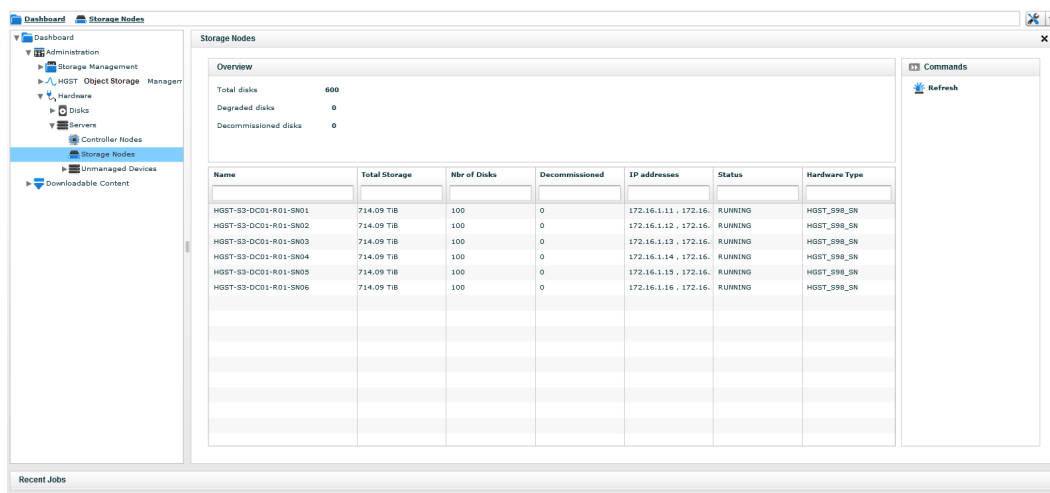 Dashboard Storage Nodes
Dashboard
Administration
Storage Management
HGST Object Storage Managem
Hardware
Disks
Servers
Controller Nodes
Storage Nodes
Unmanaged Devices
Downloadable Content
Storage Nodes
Overview
Total disks 600
Degraded disks 0
Decommissioned disks 0
Commands
Refresh
Name Total Storage Nbr of Disks Decommissioned IP addresses Status Hardware Type
HGST-S3-DC01-R01-SN01 714.09 TiB 100 0 172.16.1.11 , 172.16. RUNNING HGST_S98_SN
HGST-S3-DC01-R01-SN02 714.09 TiB 100 0 172.16.1.12 , 172.16. RUNNING HGST_S98_SN
HGST-S3-DC01-R01-SN03 714.09 TiB 100 0 172.16.1.13 , 172.16. RUNNING HGST_S98_SN
HGST-S3-DC01-R01-SN04 714.09 TiB 100 0 172.16.1.14 , 172.16. RUNNING HGST_S98_SN
HGST-S3-DC01-R01-SN05 714.09 TiB 100 0 172.16.1.15 , 172.16. RUNNING HGST_S98_SN
HGST-S3-DC01-R01-SN06 714.09 TiB 100 0 172.16.1.16 , 172.16. RUNNING HGST_S98_SN
Recent Jobs